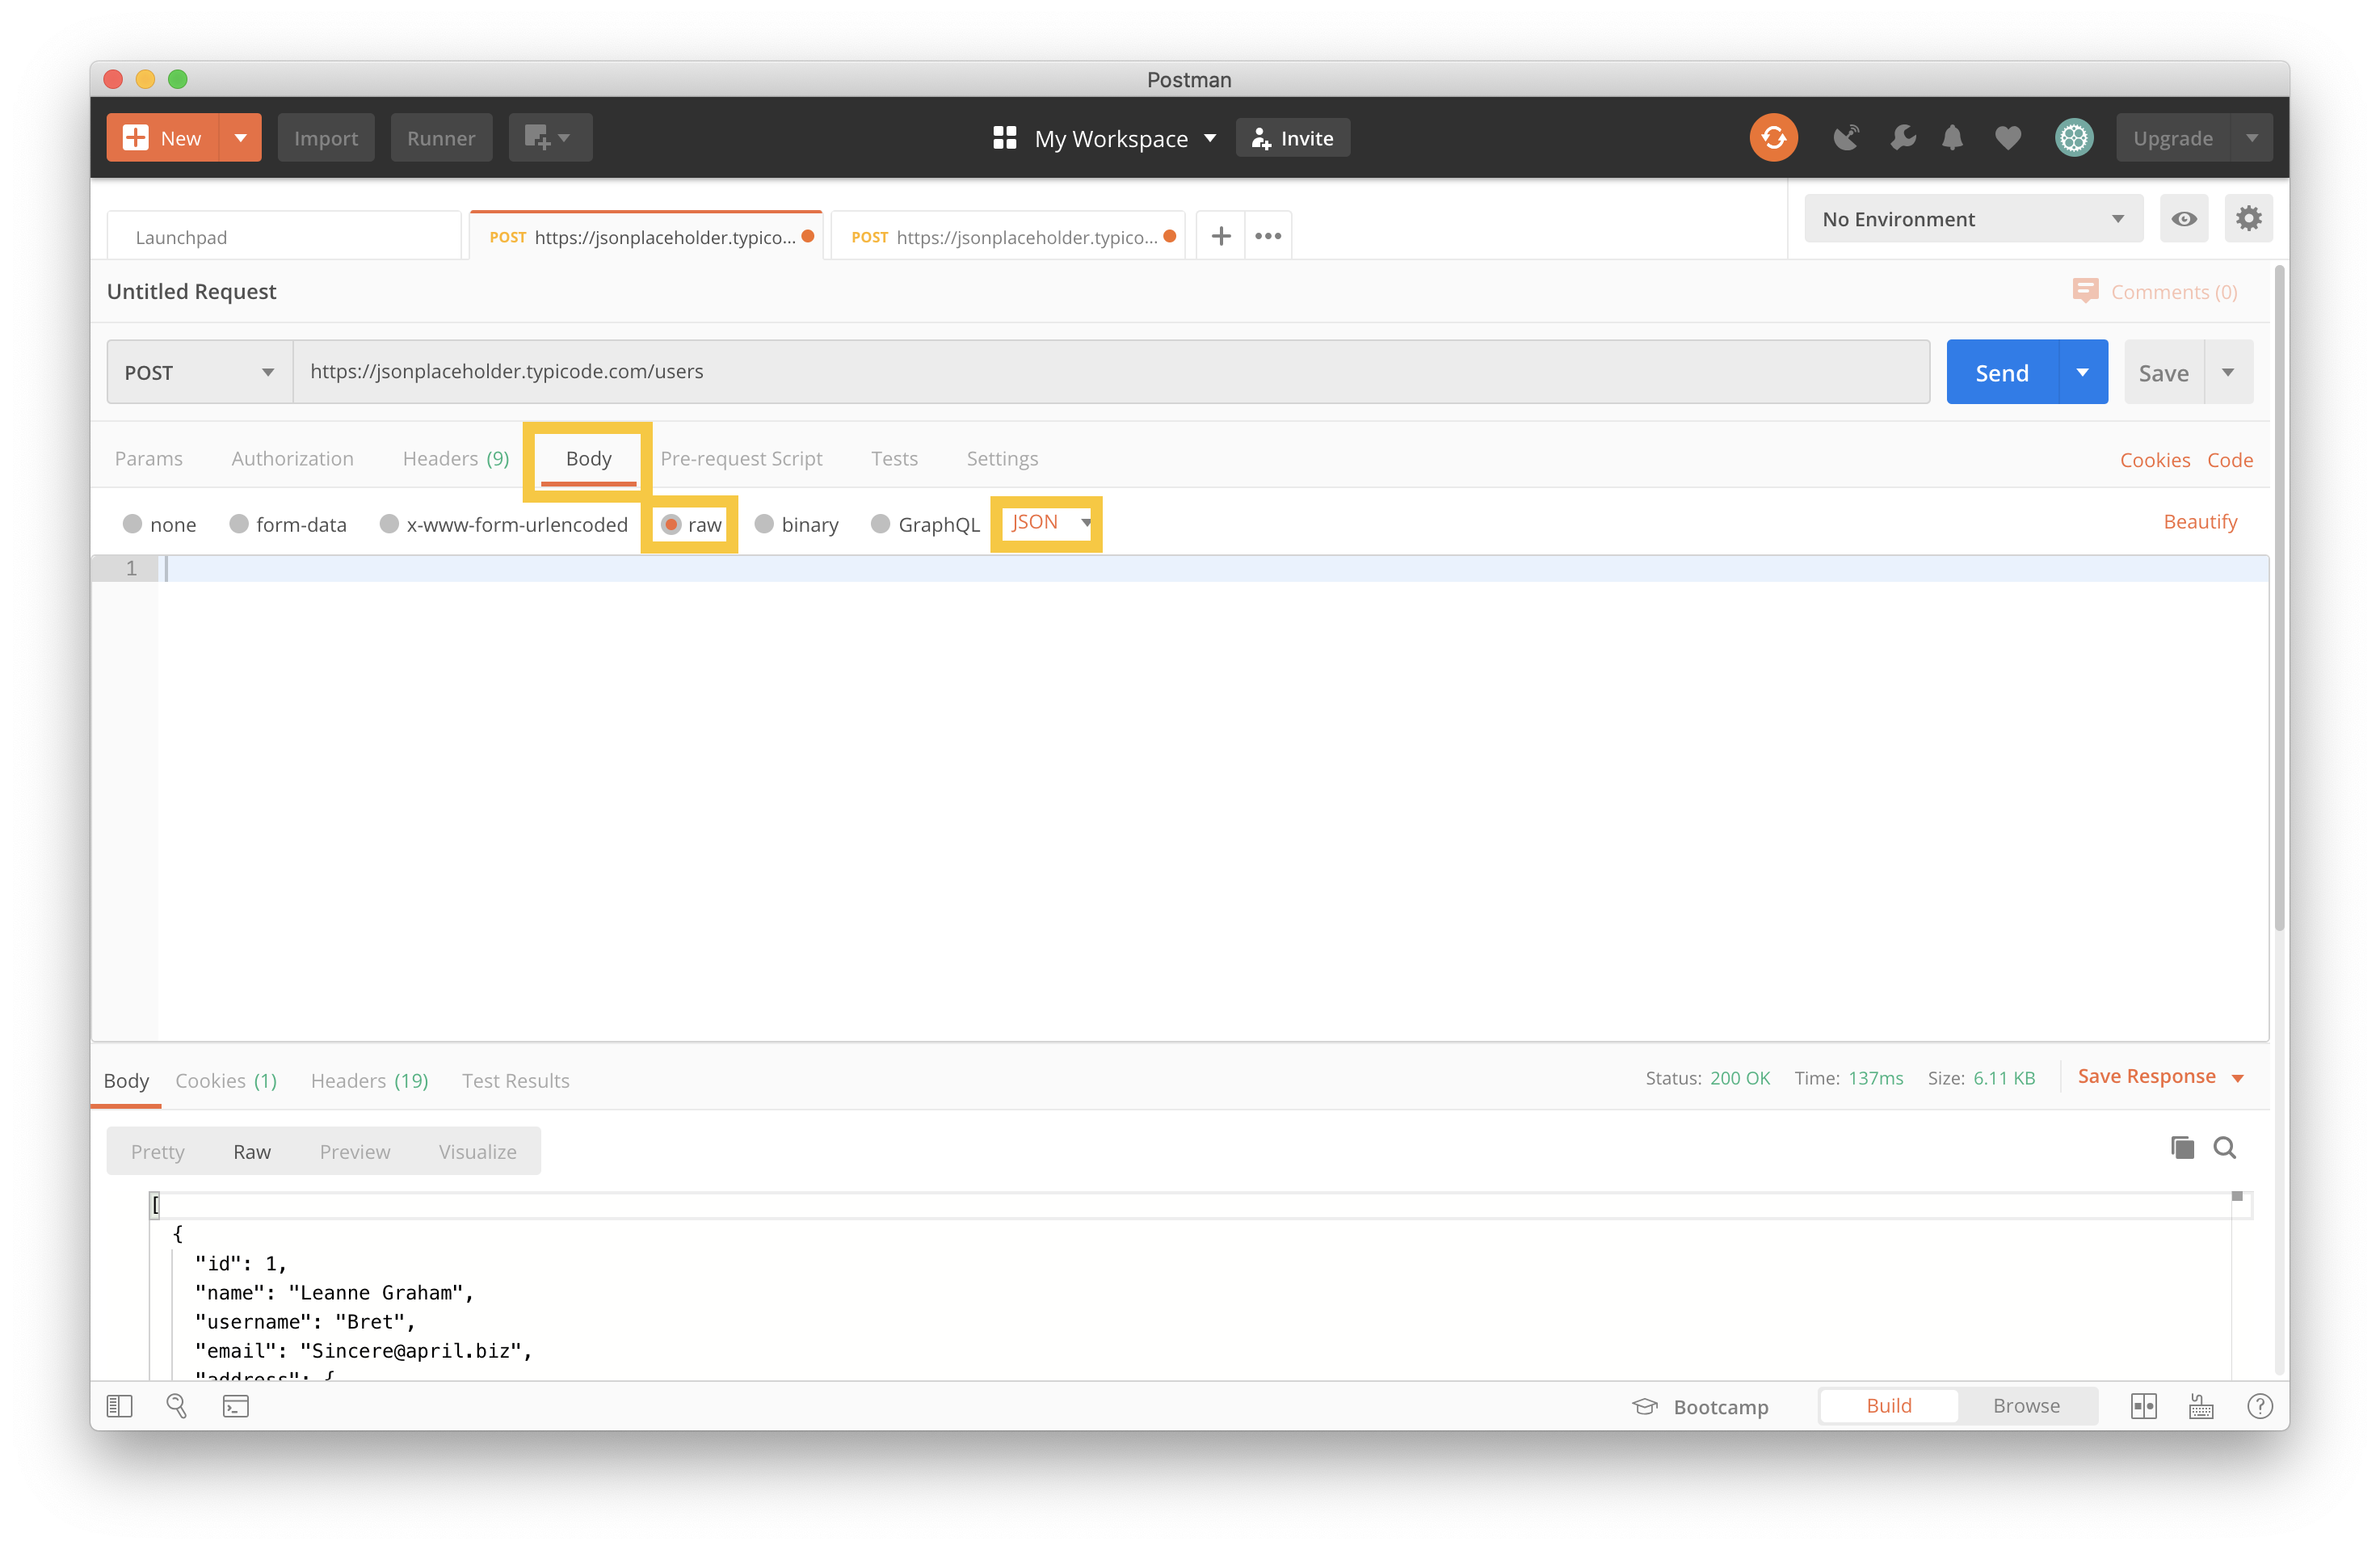 Postman
New Import Runner My Workspace Invite Upgrade
Launchpad POST https://jsonplaceholder.typico... POST https://jsonplaceholder.typico... No Environment
Untitled Request Comments (0)
POST https://jsonplaceholder.typicode.com/users Send Save
Params Authorization Headers (9) Body Pre-request Script Tests Settings Cookies Code
none form-data x-www-form-urlencoded raw binary GraphQL JSON Beautify
1
Body Cookies (1) Headers (19) Test Results Status: 200 OK Time: 137ms Size: 6.11 KB Save Response
Pretty Raw Preview Visualize
[
{
"id": 1,
"name": "Leanne Graham",
"username": "Bret",
"email": "Sincere@april.biz",
"address": {
Bootcamp Build Browse